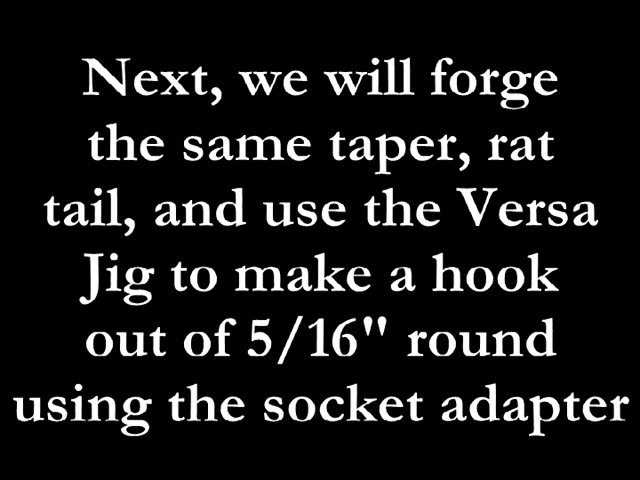 Next, we will forge
the same taper, rat
tail, and use the Versa
Jig to make a hook
out of 5/16" round
using the socket adapter